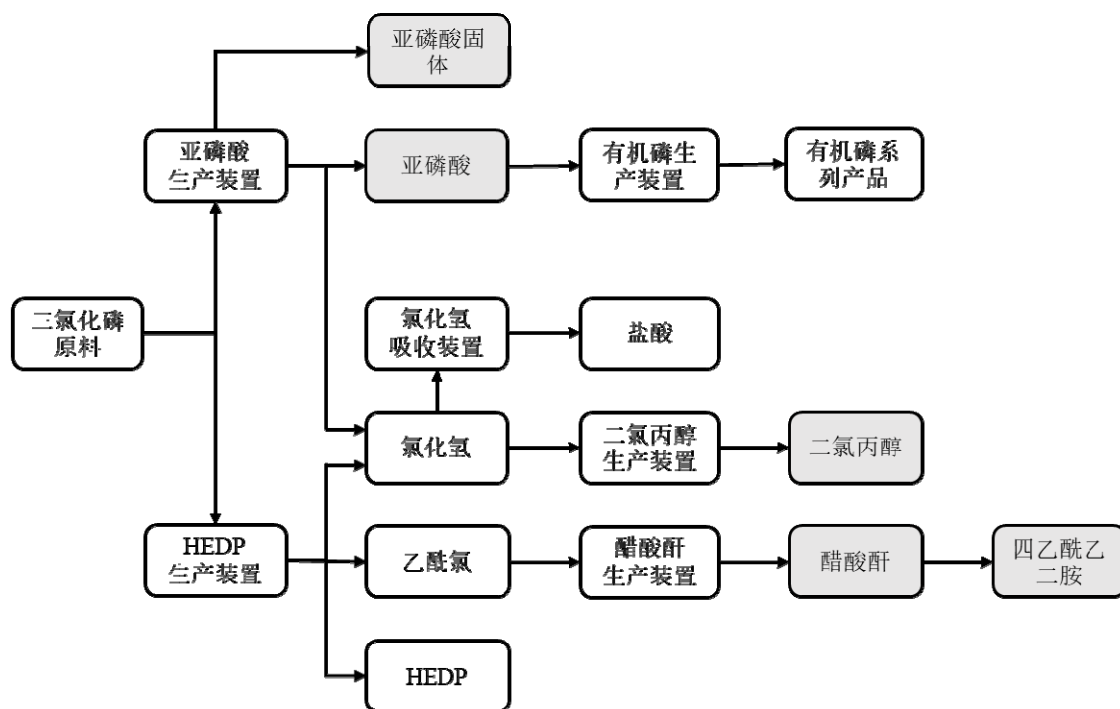 亚磷酸固
体
亚磷酸
生产装置
亚磷酸
有机磷生
产装置
有机磷系
列产品
三氯化磷
原料
氯化氢
吸收装置
盐酸
氯化氢
二氯丙醇
生产装置
二氯丙醇
HEDP
生产装置
乙酰氯
醋酸酐
生产装置
醋酸酐
四乙酰乙
二胺
HEDP